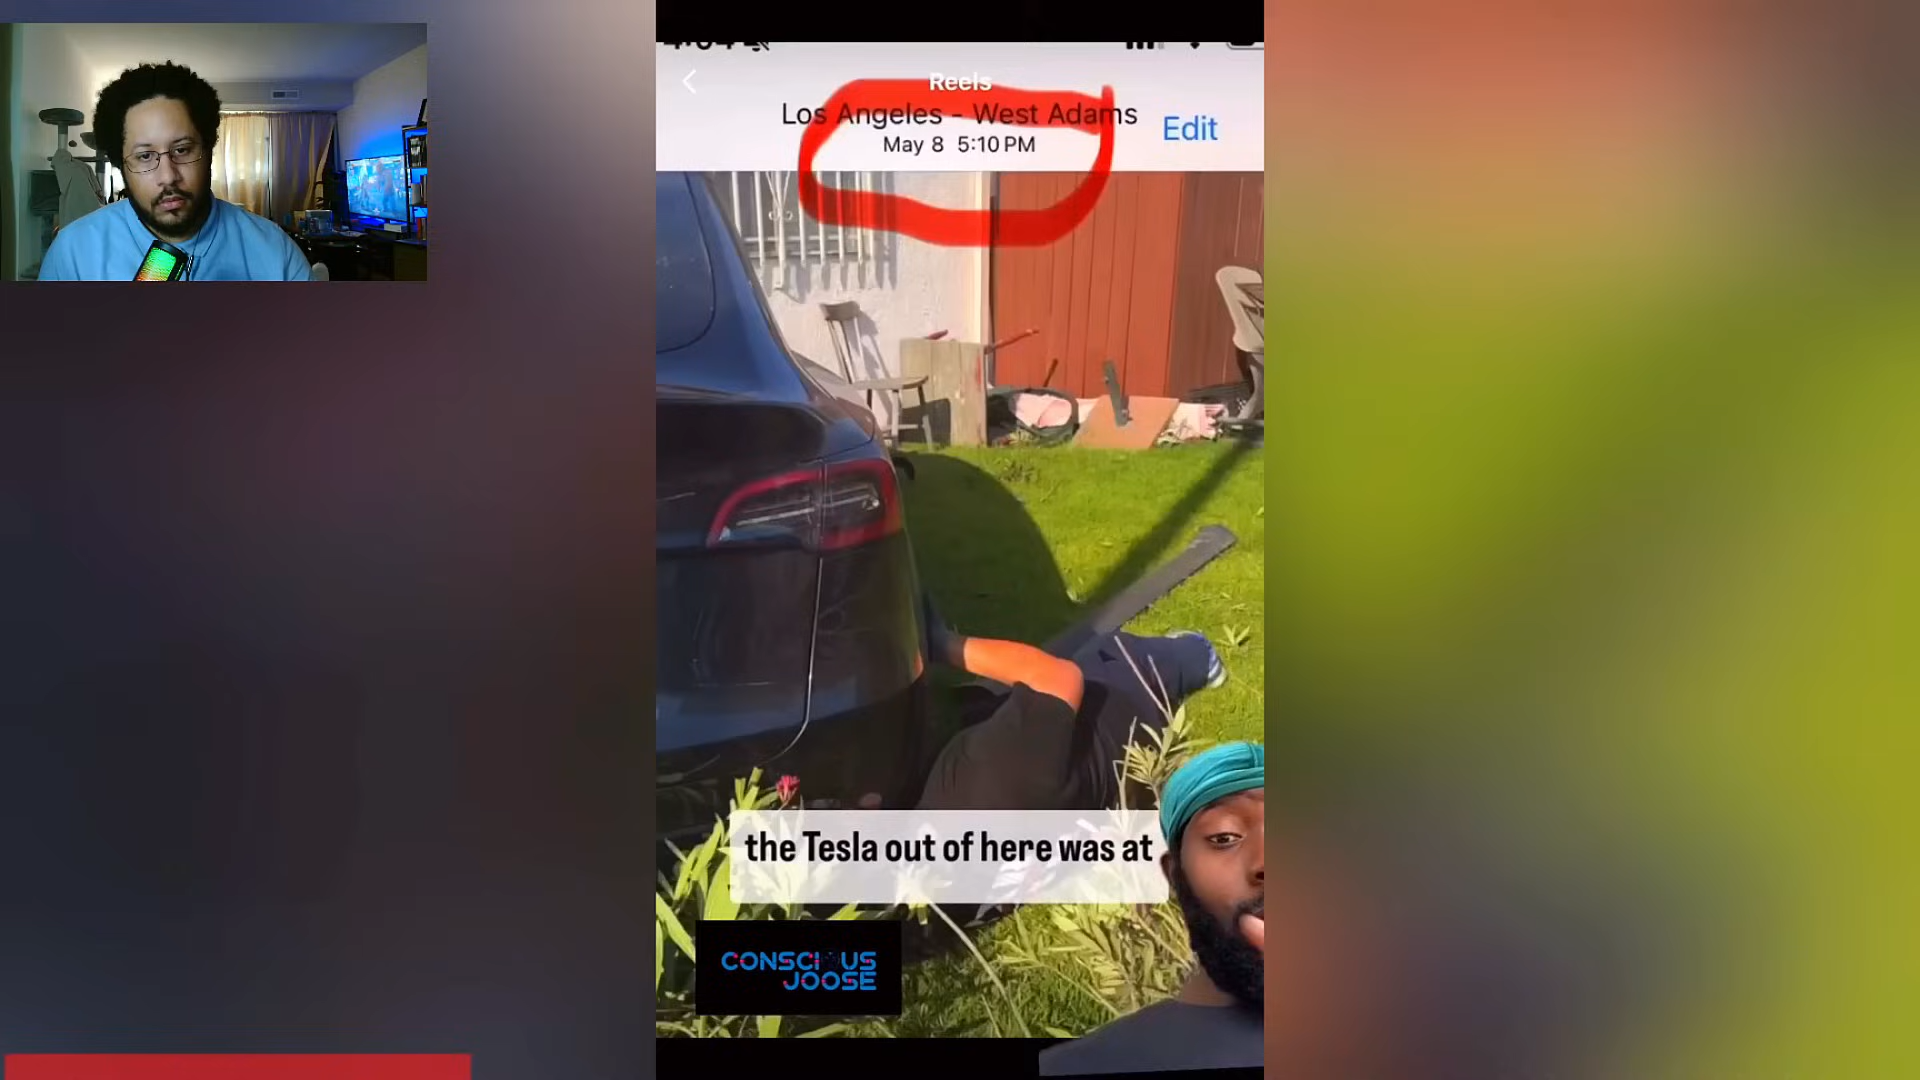 Reels
Los Angeles - West Adams
May 8 5:10 PM
Edit
the Tesla out of here was at
CONSCIOUS
JOOSE